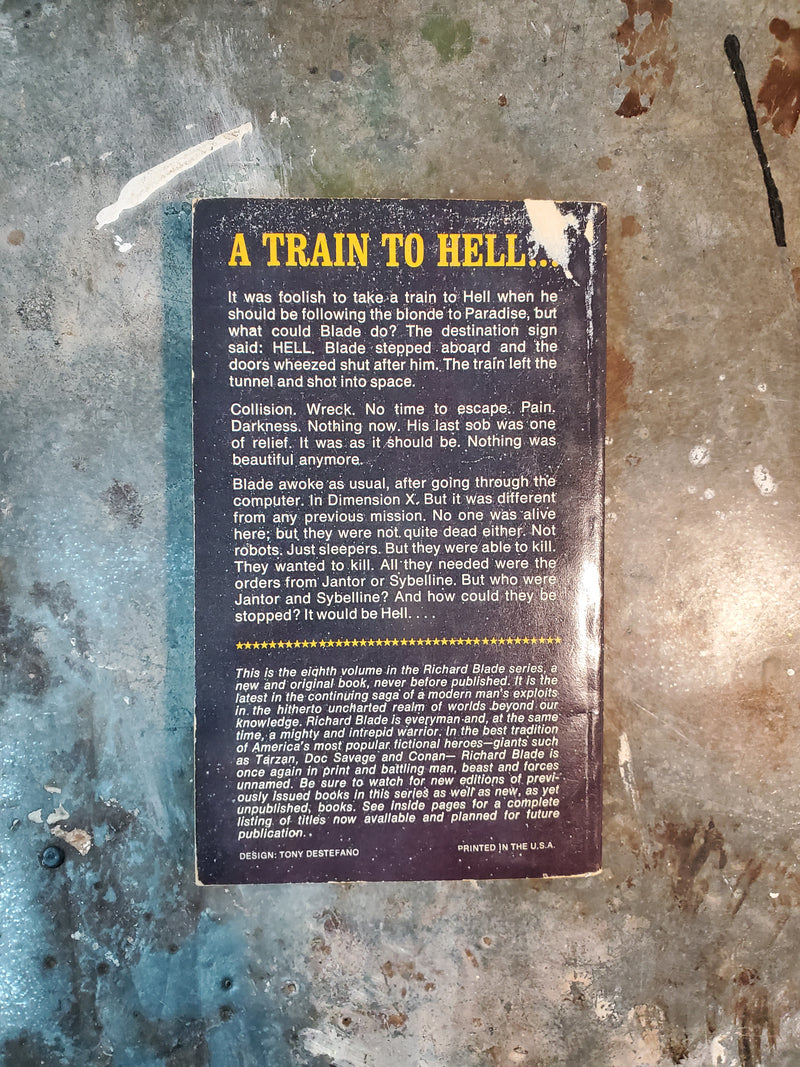 A TRAIN TO HELL...
It was foolish to take a train to Hell when he
should be following the blonde to Paradise, but
what could Blade do? The destination sign
said: HELL. Blade stepped aboard and the
doors wheezed shut after him. The train left the
tunnel and shot into space.
Collision. Wreck. No time to escape. Pain.
Darkness. Nothing now. His last sob was one
of relief. It was as it should be. Nothing was
beautiful anymore.
Blade awoke as usual, after going through the
computer. In Dimension X. But it was different
from any previous mission. No one was alive
here; but they were not quite dead either. Not
robots. Just sleepers. But they were able to kill.
They wanted to kill. All they needed were the
orders from Jantor or Sybelline. But who were
Jantor and Sybelline? And how could they be
stopped? It would be Hell. . . .
This is the eighth volume in the Richard Blade series, a
new and original book, never before published. It is the
latest in the continuing saga of a modern man's exploits
in the hitherto uncharted realm of worlds beyond our
knowledge. Richard Blade is everyman and, at the same
time, a mighty and intrepid warrior. In the best tradition
of America's most popular fictional heroes—giants such
as Tarzan, Doc Savage and Conan— Richard Blade is
once again in print and battling man, beast and forces
unnamed. Be sure to watch for new editions of previ-
ously issued books in this series as well as new, as yet
unpublished, books. See inside pages for a complete
listing of titles now available and planned for future
publication.
DESIGN: TONY DESTEFANO
PRINTED IN THE U.S.A.